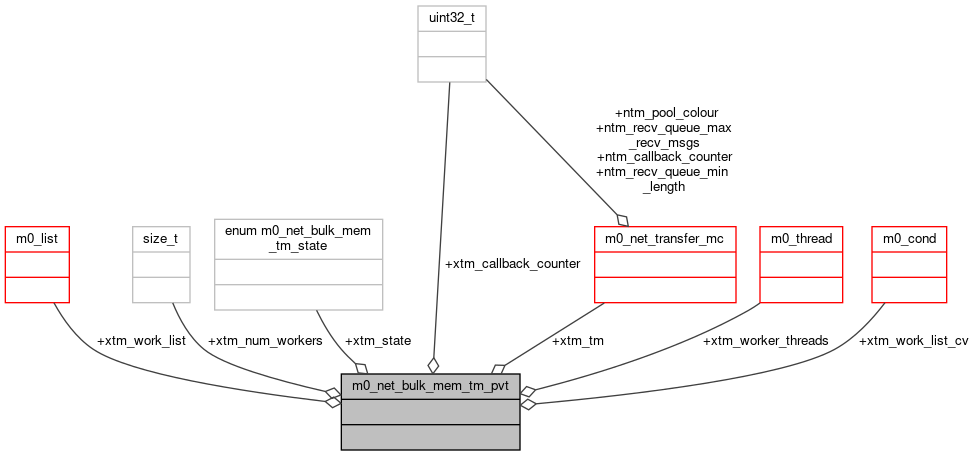 uint32_t
+ntm_pool_colour
+ntm_recv_queue_max
_recv_msgs
+ntm_callback_counter
+ntm_recv_queue_min
_length
m0_list
size_t
enum m0_net_bulk_mem
_tm_state
m0_net_transfer_mc
m0_thread
m0_cond
+xtm_callback_counter
+xtm_work_list
+xtm_num_workers
+xtm_state
+xtm_tm
+xtm_worker_threads
+xtm_work_list_cv
m0_net_bulk_mem_tm_pvt